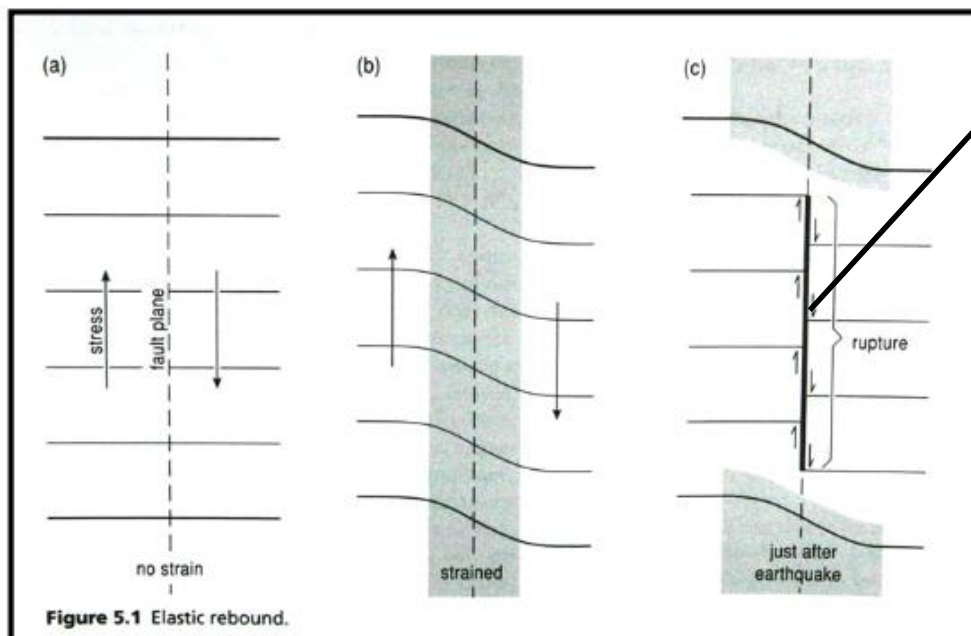 (a)
(b)
(c)
stress
fault plane
rupture
no strain
strained
just after
earthquake
Figure 5.1 Elastic rebound.